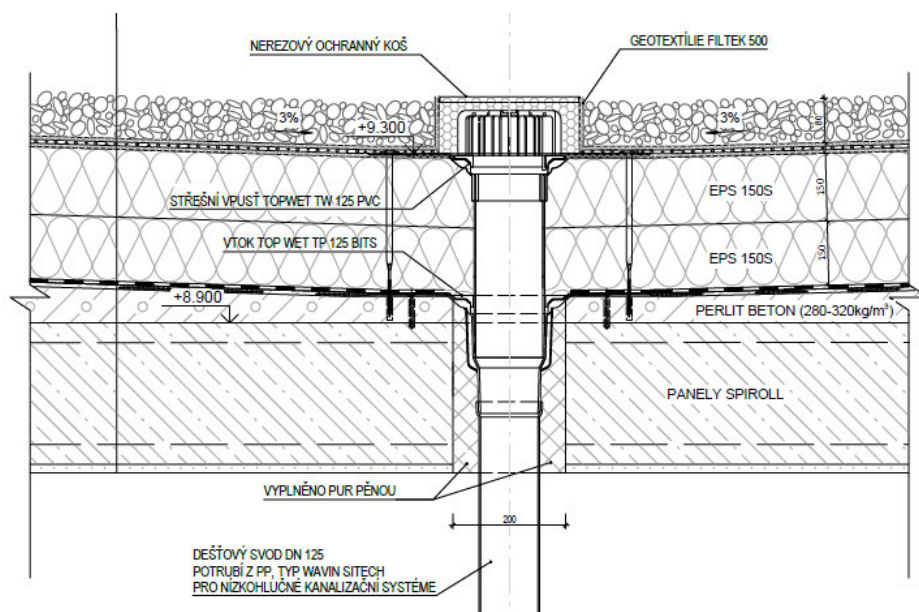 NEREZOVÝ OCHRANNÝ KOŠ
GEOTEXTÍLIE FILTEK 500
3%
+9.300
3%
80
STŘEŠNÍ VPUSŤ TOPWET TW 125 PVC
EPS 150S
150
VTOK TOP WET TP 125 BITS
EPS 150S
150
+8.900
PERLIT BETON (280-320kg/m³)
PANELY SPIROLL
VYPLNĚNO PUR PĚNOU
200
DEŠŤOVÝ SVOD DN 125
POTRUBÍ Z PP, TYP WAVIN SITECH
PRO NÍZKOHLUČNÉ KANALIZAČNÍ SYSTÉME